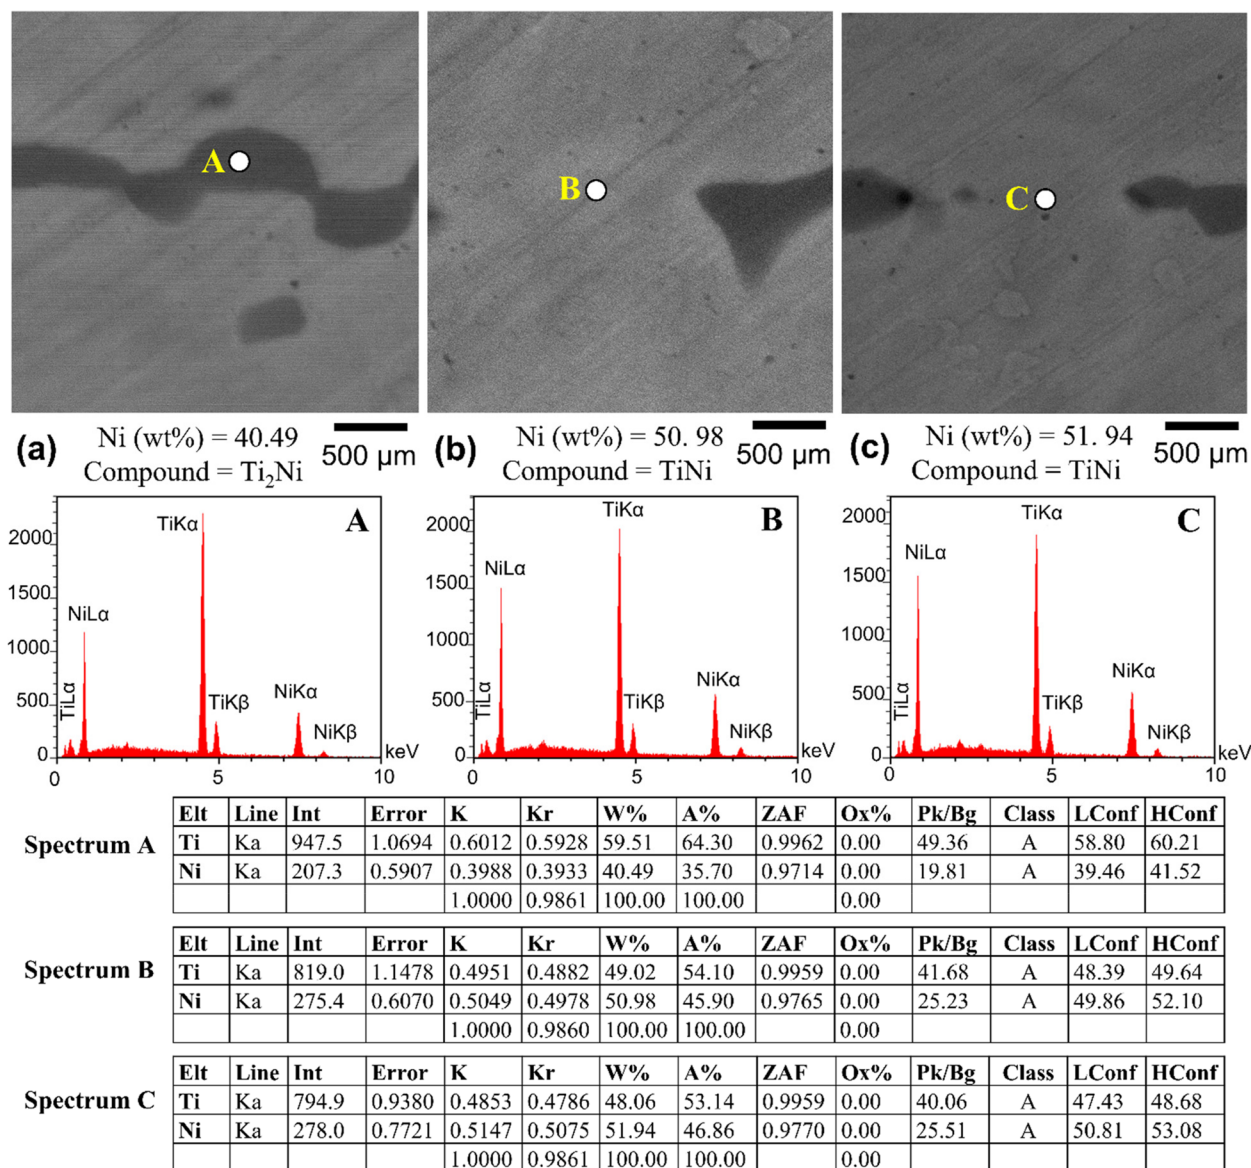 A
B
C
(a)
Ni (wt%) = 40.49
Compound = Ti₂Ni
500 µm
(b)
Ni (wt%) = 50. 98
Compound = TiNi
500 µm
(c)
Ni (wt%) = 51. 94
Compound = TiNi
500 µm
A
TiKα
2000
1500
NiLα
1000
TiLα
500
TiKβ
NiKα
NiKβ
0
keV
0 5 10
B
TiKα
2000
NiLα
1500
1000
TiLα
500
TiKβ
NiKα
NiKβ
0
keV
0 5 10
C
TiKα
2000
NiLα
1500
1000
TiLα
500
TiKβ
NiKα
NiKβ
0
keV
0 5 10
Spectrum A
Elt Line Int Error K Kr W% A% ZAF Ox% Pk/Bg Class LConf HConf
Ti Ka 947.5 1.0694 0.6012 0.5928 59.51 64.30 0.9962 0.00 49.36 A 58.80 60.21
Ni Ka 207.3 0.5907 0.3988 0.3933 40.49 35.70 0.9714 0.00 19.81 A 39.46 41.52
1.0000 0.9861 100.00 100.00 0.00
Spectrum B
Elt Line Int Error K Kr W% A% ZAF Ox% Pk/Bg Class LConf HConf
Ti Ka 819.0 1.1478 0.4951 0.4882 49.02 54.10 0.9959 0.00 41.68 A 48.39 49.64
Ni Ka 275.4 0.6070 0.5049 0.4978 50.98 45.90 0.9765 0.00 25.23 A 49.86 52.10
1.0000 0.9860 100.00 100.00 0.00
Spectrum C
Elt Line Int Error K Kr W% A% ZAF Ox% Pk/Bg Class LConf HConf
Ti Ka 794.9 0.9380 0.4853 0.4786 48.06 53.14 0.9959 0.00 40.06 A 47.43 48.68
Ni Ka 278.0 0.7721 0.5147 0.5075 51.94 46.86 0.9770 0.00 25.51 A 50.81 53.08
1.0000 0.9861 100.00 100.00 0.00